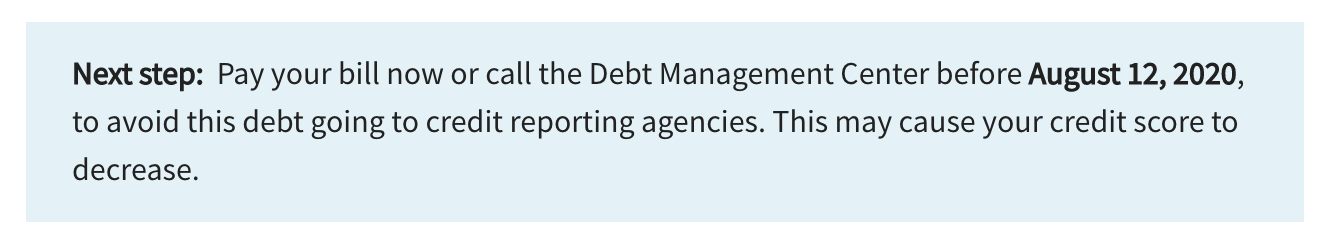 Next step:  Pay your bill now or call the Debt Management Center before August 12, 2020,
to avoid this debt going to credit reporting agencies. This may cause your credit score to
decrease.